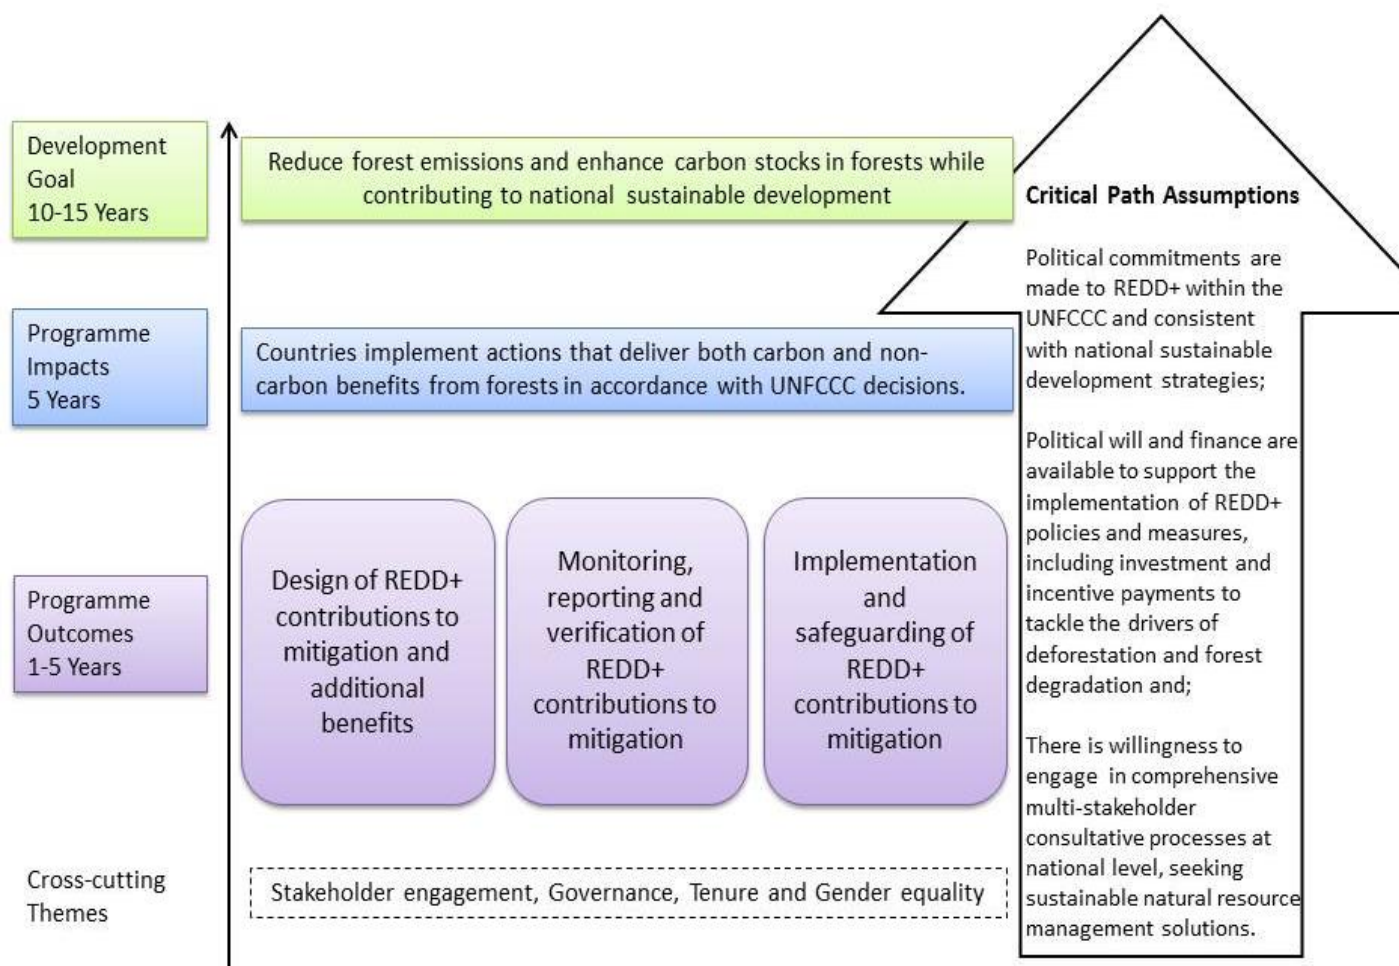 Development
Goal
10-15 Years
Reduce forest emissions and enhance carbon stocks in forests while
contributing to national sustainable development
Programme
Impacts
5 Years
Countries implement actions that deliver both carbon and non-
carbon benefits from forests in accordance with UNFCCC decisions.
Programme
Outcomes
1-5 Years
Design of REDD+
contributions to
mitigation and
additional
benefits
Monitoring,
reporting and
verification of
REDD+
contributions to
mitigation
Implementation
and
safeguarding of
REDD+
contributions to
mitigation
Cross-cutting
Themes
Stakeholder engagement, Governance, Tenure and Gender equality
Critical Path Assumptions
Political commitments are
made to REDD+ within the
UNFCCC and consistent
with national sustainable
development strategies;
Political will and finance are
available to support the
implementation of REDD+
policies and measures,
including investment and
incentive payments to
tackle the drivers of
deforestation and forest
degradation and;
There is willingness to
engage in comprehensive
multi-stakeholder
consultative processes at
national level, seeking
sustainable natural resource
management solutions.